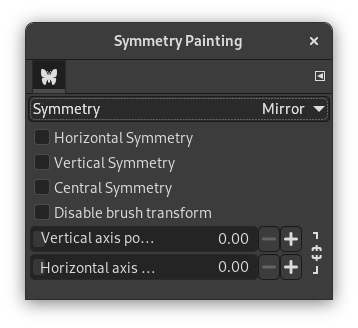 Symmetry Painting
Symmetry Mirror
Horizontal Symmetry
Vertical Symmetry
Central Symmetry
Disable brush transform
Vertical axis po... 0.00
Horizontal axis ... 0.00